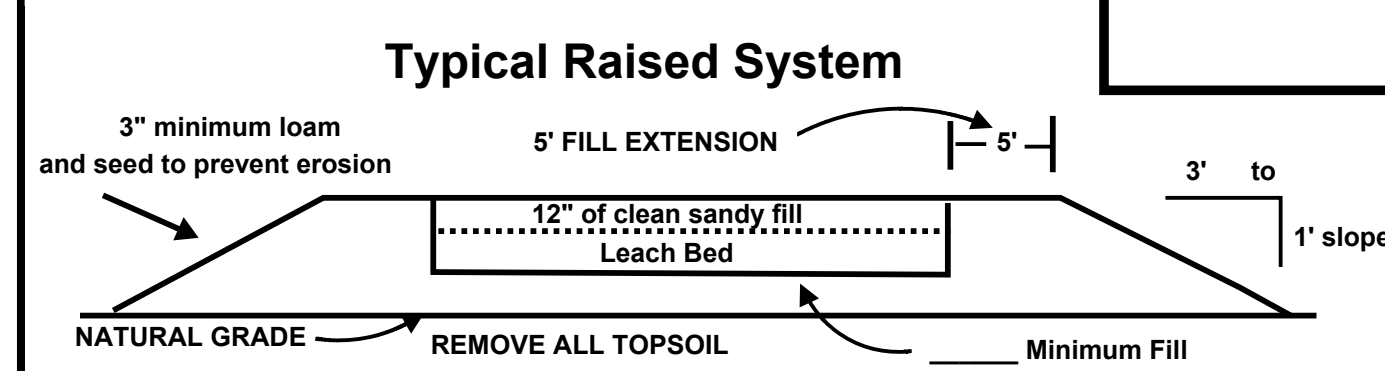 Typical Raised System
3" minimum loam
and seed to prevent erosion
5' FILL EXTENSION
5'
3' to
1' slope
12" of clean sandy fill
Leach Bed
NATURAL GRADE
REMOVE ALL TOPSOIL
______ Minimum Fill